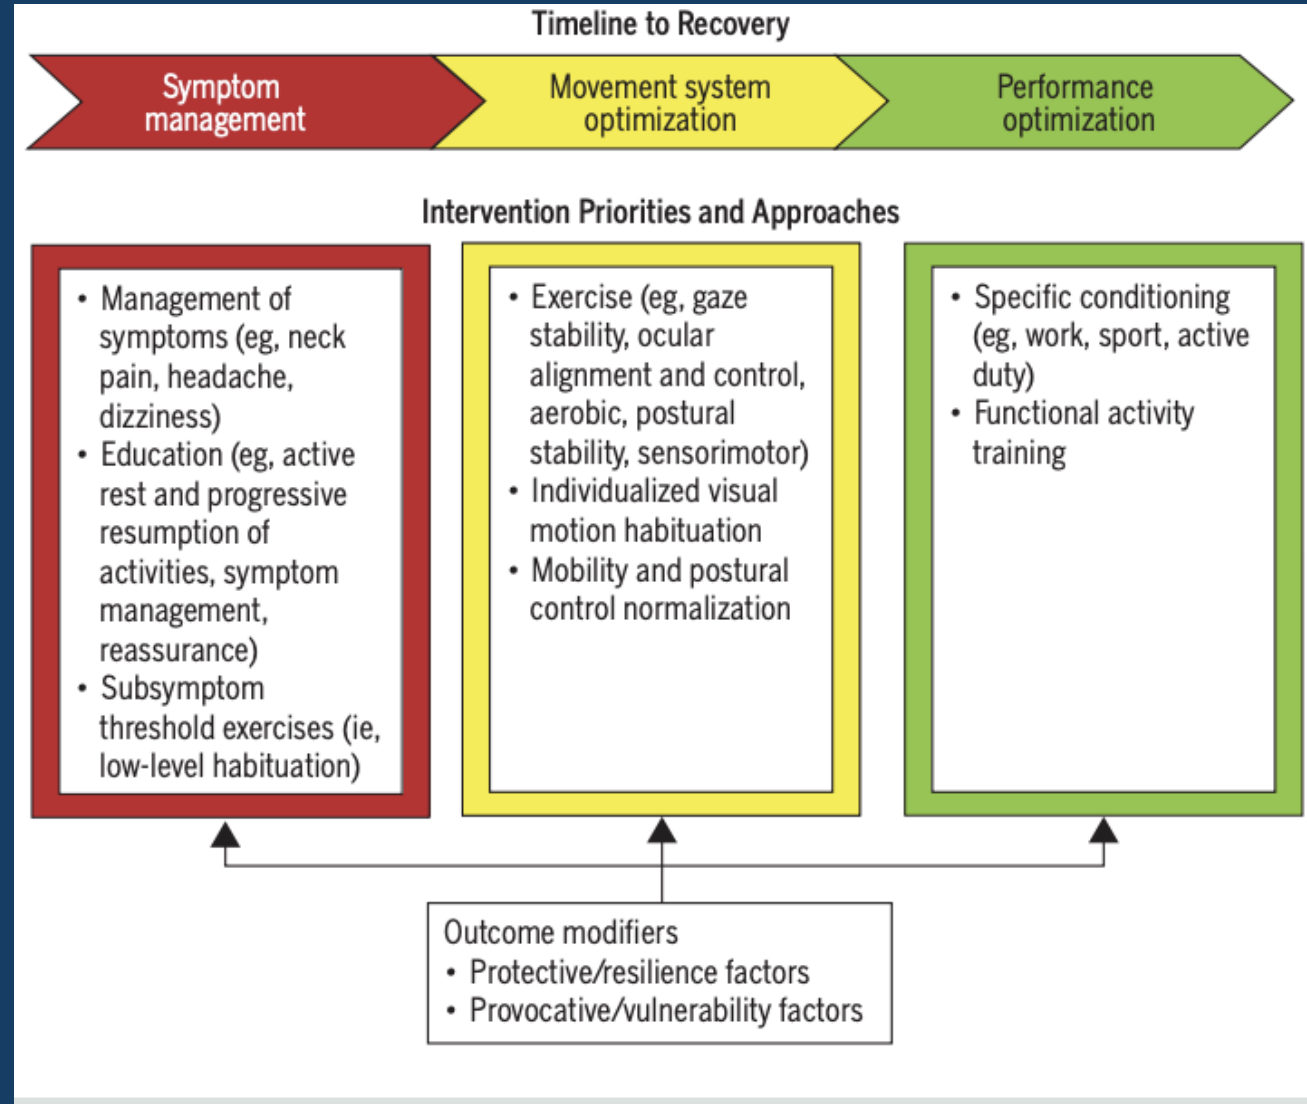 Timeline to Recovery
Symptom
management
Movement system
optimization
Performance
optimization
Intervention Priorities and Approaches
• Management of
symptoms (eg, neck
pain, headache,
dizziness)
• Education (eg, active
rest and progressive
resumption of
activities, symptom
management,
reassurance)
• Subsymptom
threshold exercises (ie,
low-level habituation)
• Exercise (eg, gaze
stability, ocular
alignment and control,
aerobic, postural
stability, sensorimotor)
• Individualized visual
motion habituation
• Mobility and postural
control normalization
• Specific conditioning
(eg, work, sport, active
duty)
• Functional activity
training
Outcome modifiers
• Protective/resilience factors
• Provocative/vulnerability factors